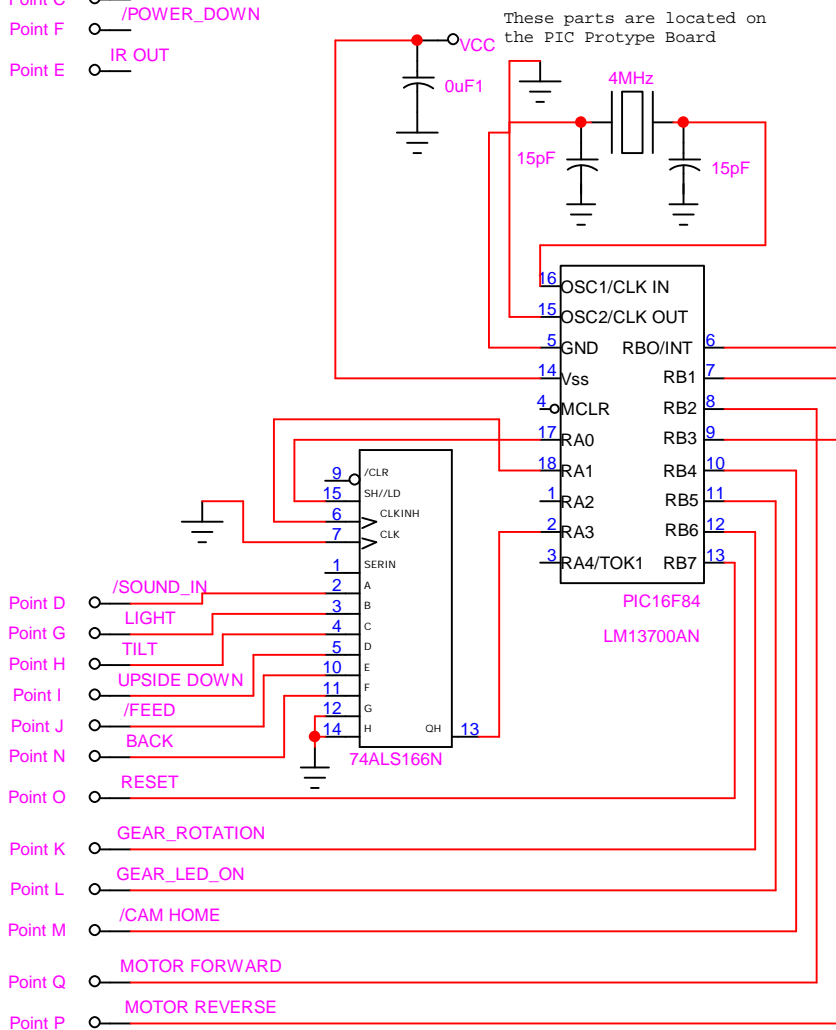 Point C
/POWER_DOWN
Point F
IR OUT
Point E
VCC
0uF1
These parts are located on
the PIC Protype Board
4MHz
15pF
15pF
16 OSC1/CLK IN
15 OSC2/CLK OUT
5 GND RBO/INT 6
14 Vss RB1 7
4 MCLR RB2 8
17 RA0 RB3 9
18 RA1 RB4 10
1 RA2 RB5 11
2 RA3 RB6 12
3 RA4/TOK1 RB7 13
PIC16F84
LM13700AN
9 /CLR
15 SH//LD
6 CLKINH
7 CLK
1 SERIN
2 A
3 B
4 C
5 D
10 E
11 F
12 G
14 H QH 13
74ALS166N
Point D /SOUND_IN
Point G LIGHT
Point H TILT
Point I UPSIDE DOWN
Point J /FEED
Point N BACK
Point O RESET
Point K GEAR_ROTATION
Point L GEAR_LED_ON
Point M /CAM HOME
Point Q MOTOR FORWARD
Point P MOTOR REVERSE